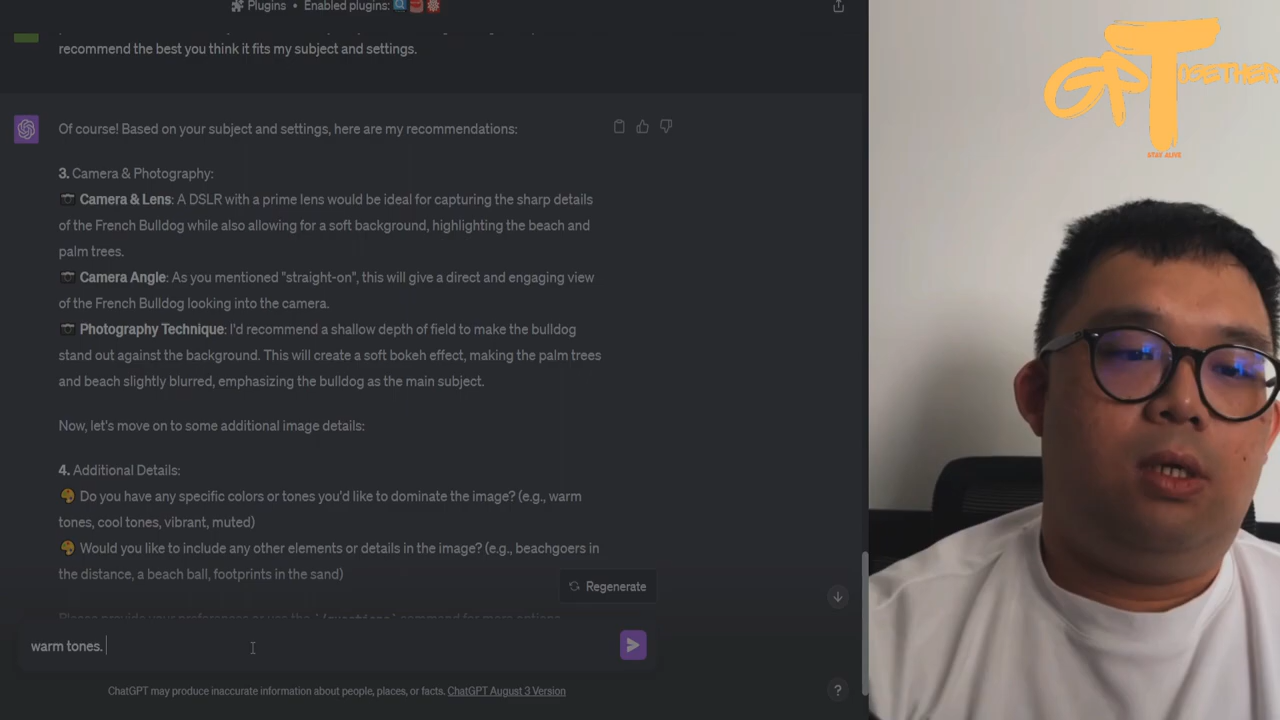 Plugins • Enabled plugins:
recommend the best you think it fits my subject and settings.
GPTOGETHER
STAY ALIVE
Of course! Based on your subject and settings, here are my recommendations:
3. Camera & Photography:
Camera & Lens: A DSLR with a prime lens would be ideal for capturing the sharp details
of the French Bulldog while also allowing for a soft background, highlighting the beach and
palm trees.
Camera Angle: As you mentioned "straight-on", this will give a direct and engaging view
of the French Bulldog looking into the camera.
Photography Technique: I'd recommend a shallow depth of field to make the bulldog
stand out against the background. This will create a soft bokeh effect, making the palm trees
and beach slightly blurred, emphasizing the bulldog as the main subject.
Now, let's move on to some additional image details:
4. Additional Details:
Do you have any specific colors or tones you'd like to dominate the image? (e.g., warm
tones, cool tones, vibrant, muted)
Would you like to include any other elements or details in the image? (e.g., beachgoers in
the distance, a beach ball, footprints in the sand)
Regenerate
warm tones.
ChatGPT may produce inaccurate information about people, places, or facts. ChatGPT August 3 Version
?